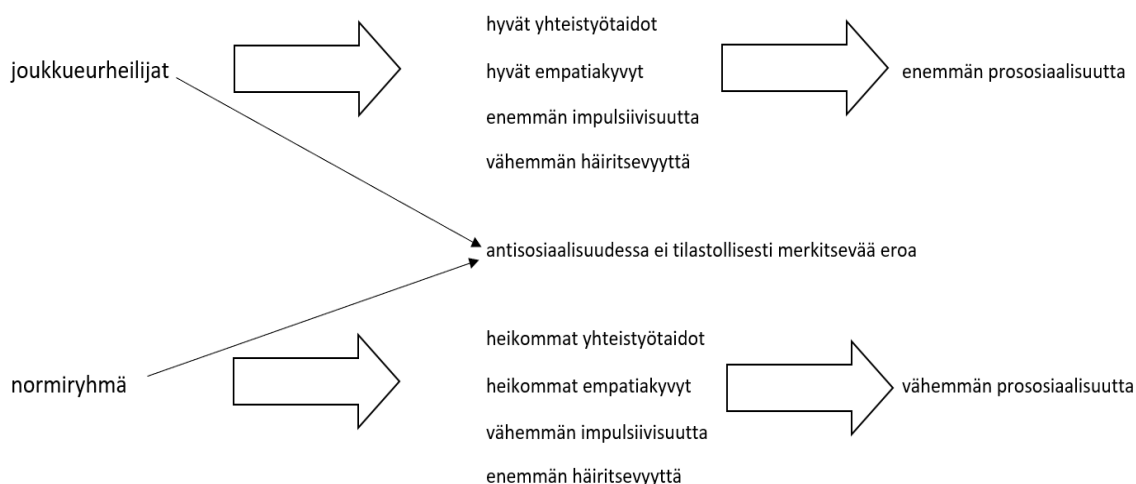 hyvät yhteistyötaidot
joukkueurheilijat
hyvät empatiakyvyt
enemmän prososiaalisuutta
enemmän impulsiivisuutta
vähemmän häiritsevyyttä
antisosiaalisuudessa ei tilastollisesti merkitsevää eroa
heikommat yhteistyötaidot
normiryhmä
heikommat empatiakyvyt
vähemmän prososiaalisuutta
vähemmän impulsiivisuutta
enemmän häiritsevyyttä